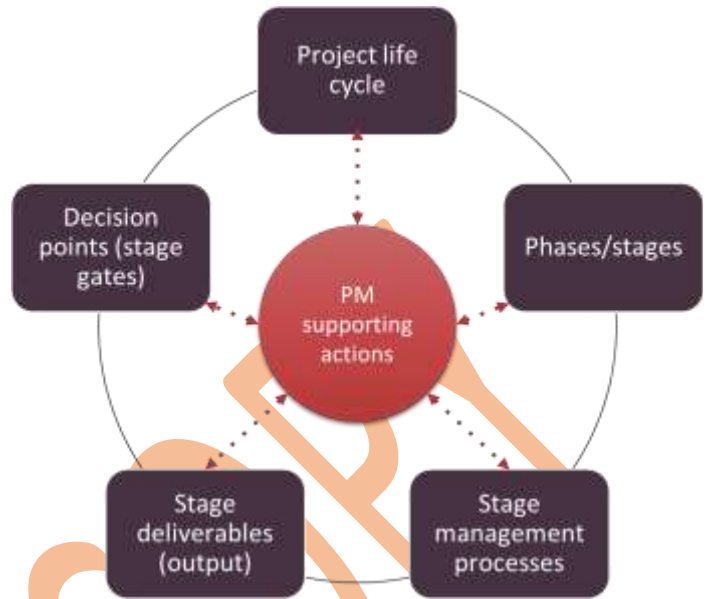 Project life
cycle
Decision
points (stage
gates)
Phases/stages
PM
supporting
actions
Stage
deliverables
(output)
Stage
management
processes